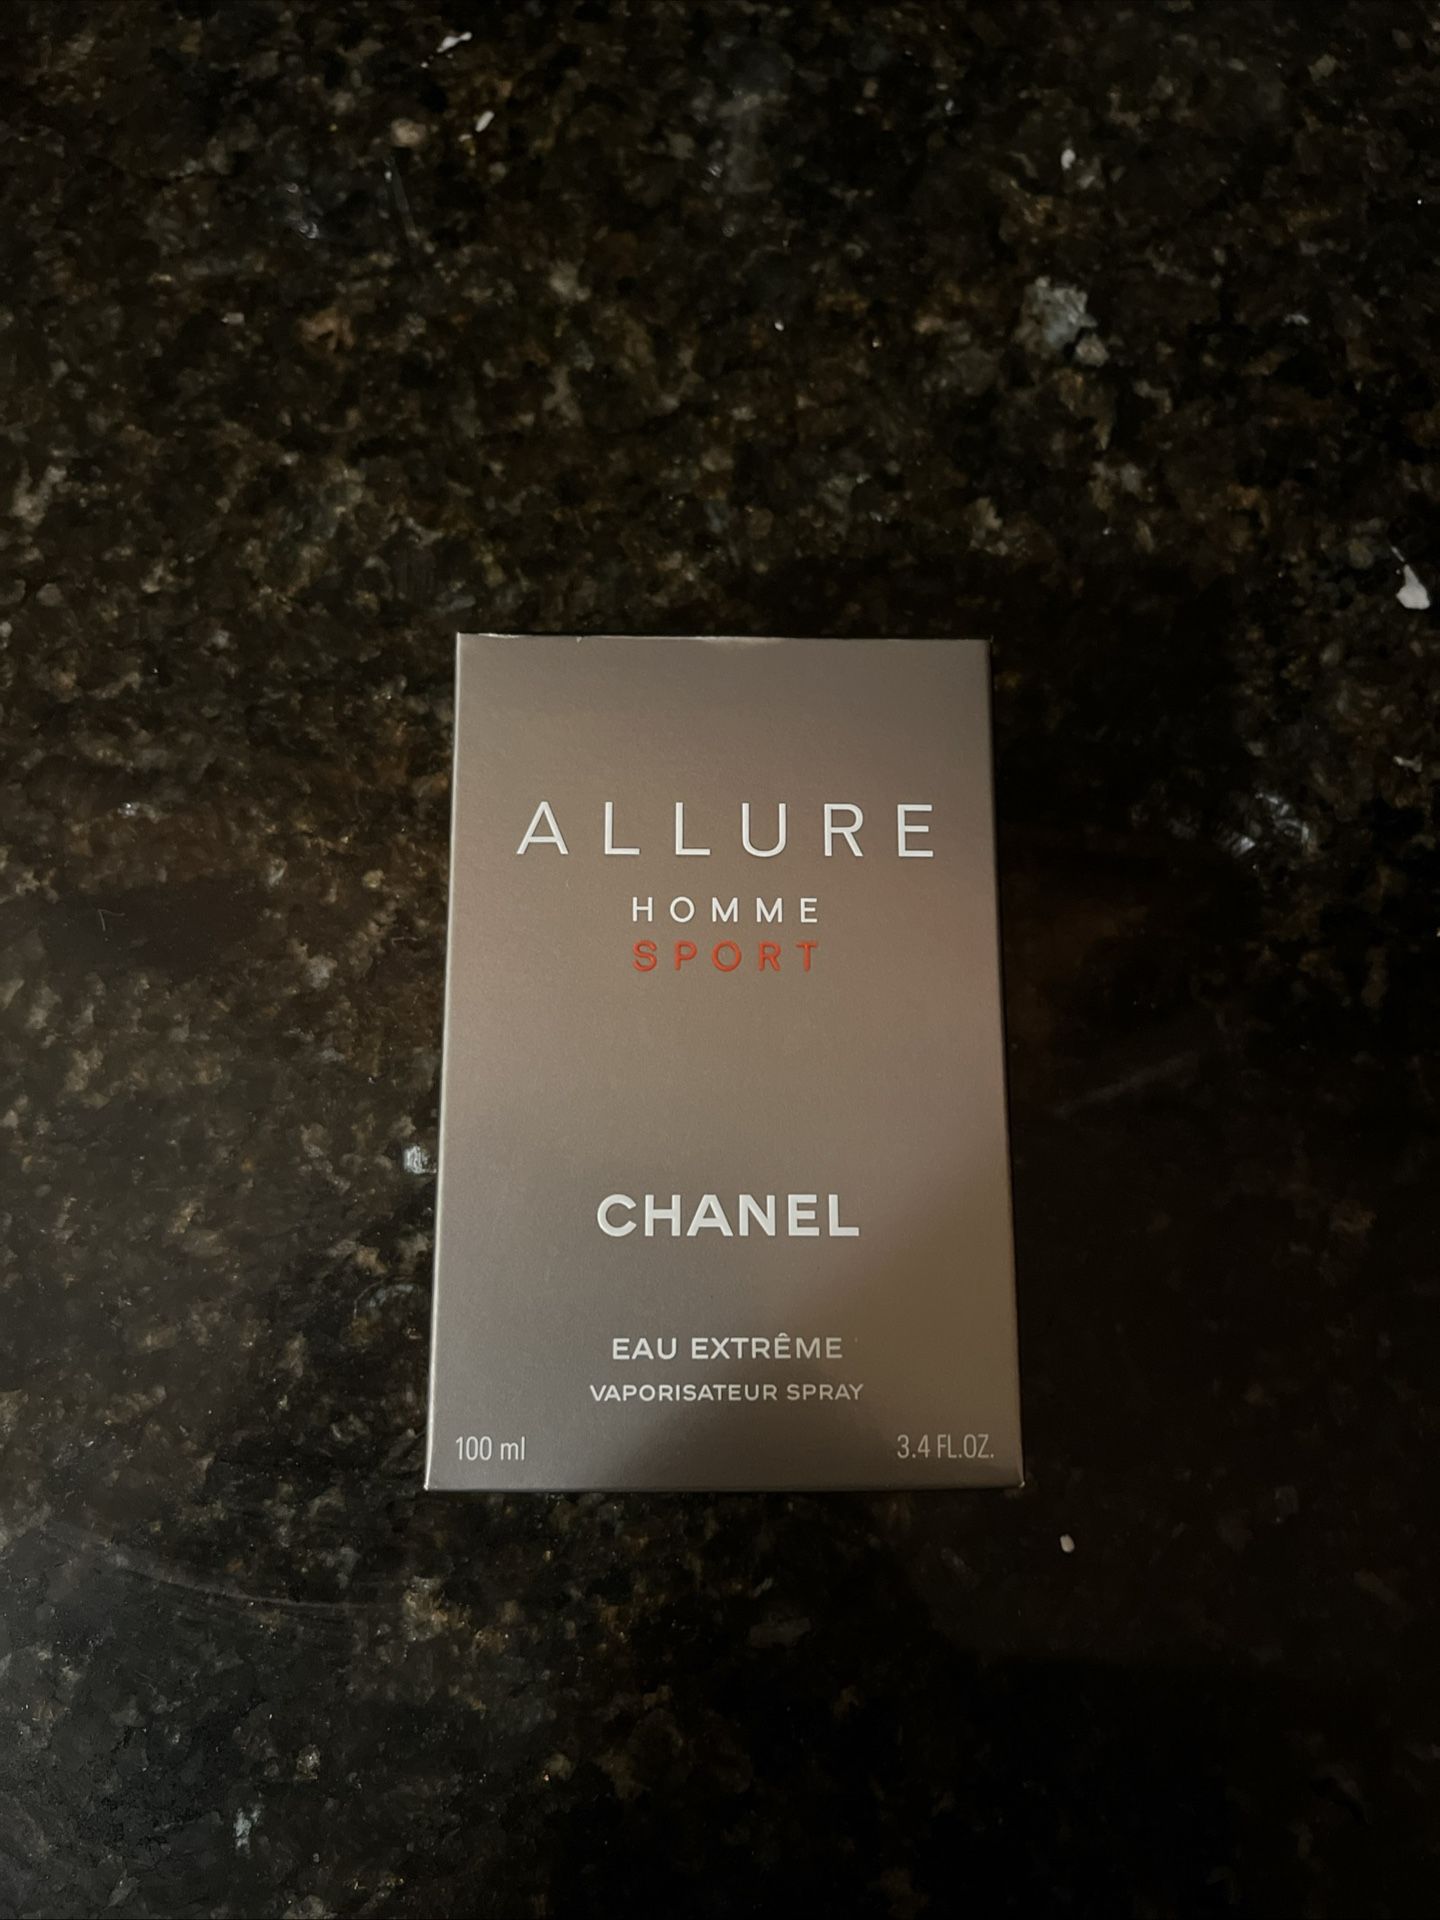 ALLURE
HOMME
SPORT
CHANEL
EAU EXTRÊME
VAPORISATEUR SPRAY
100 ml 3.4 FL.OZ.